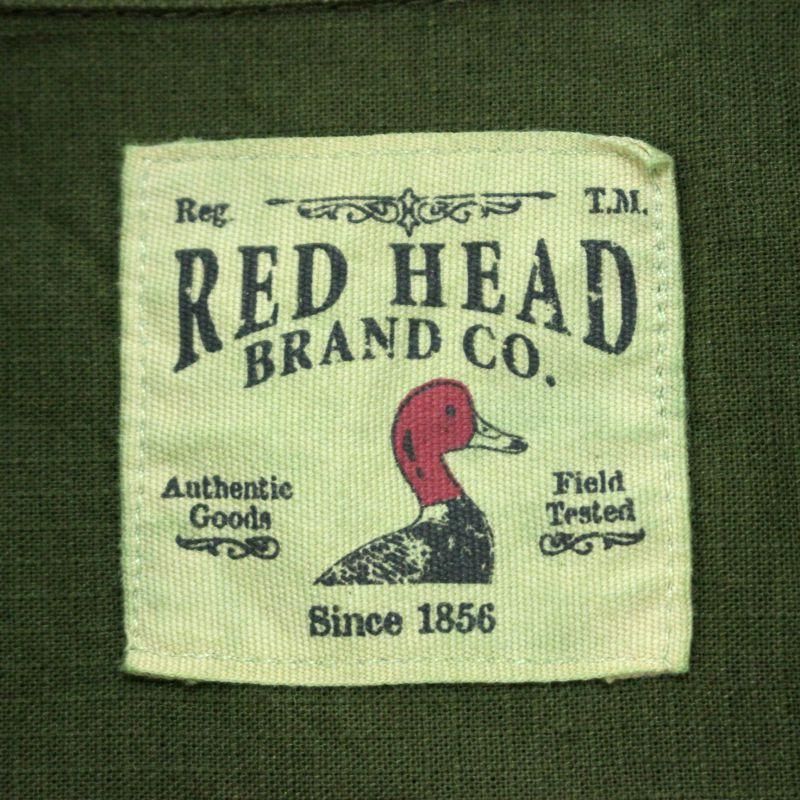 Reg. T.M.
RED HEAD
BRAND CO.
Authentic
Goods
Field
Tested
Since 1856